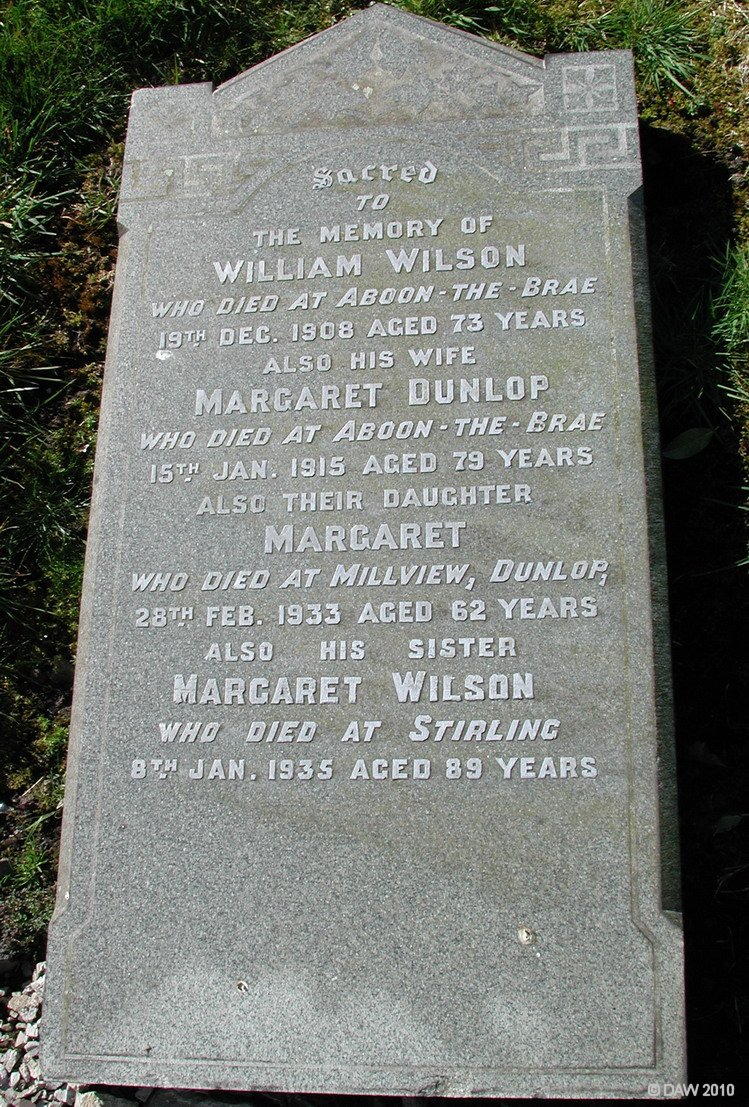 Sacred
TO
THE MEMORY OF
WILLIAM WILSON
WHO DIED AT ABOON-THE-BRAE
19TH DEC. 1908 AGED 73 YEARS
ALSO HIS WIFE
MARGARET DUNLOP
WHO DIED AT ABOON-THE-BRAE
15TH JAN. 1915 AGED 79 YEARS
ALSO THEIR DAUGHTER
MARGARET
WHO DIED AT MILLVIEW, DUNLOP,
28TH FEB. 1933 AGED 62 YEARS
ALSO HIS SISTER
MARGARET WILSON
WHO DIED AT STIRLING
8TH JAN. 1935 AGED 89 YEARS
© DAW 2010